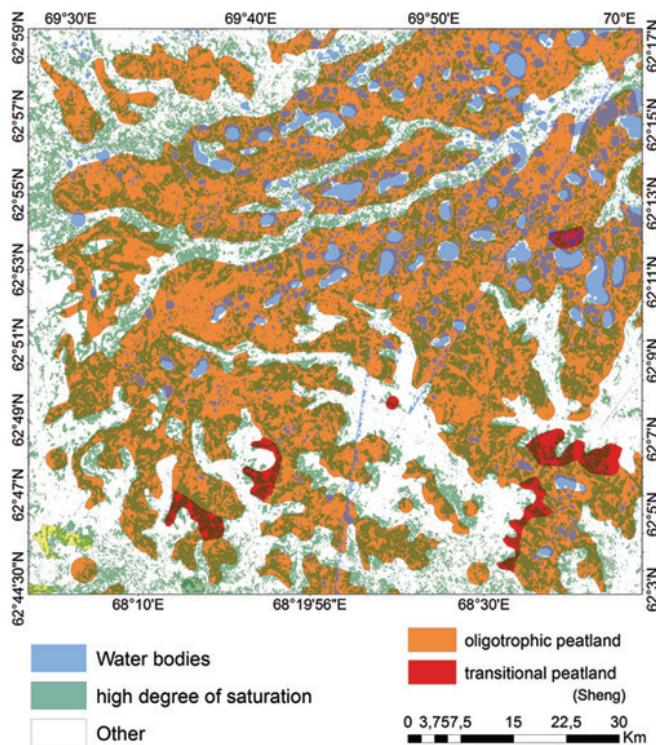 69°30'E 69°40'E 69°50'E 70°E
62°59'N
62°57'N
62°55'N
62°53'N
62°51'N
62°49'N
62°47'N
62°44'30"N
62°17'N
62°15'N
62°13'N
62°11'N
62°9'N
62°7'N
62°5'N
62°3'N
68°10'E 68°19'56"E 68°30'E
Water bodies
high degree of saturation
Other
oligotrophic peatland
transitional peatland
(Sheng)
0 3,757,5 15 22,5 30
Km